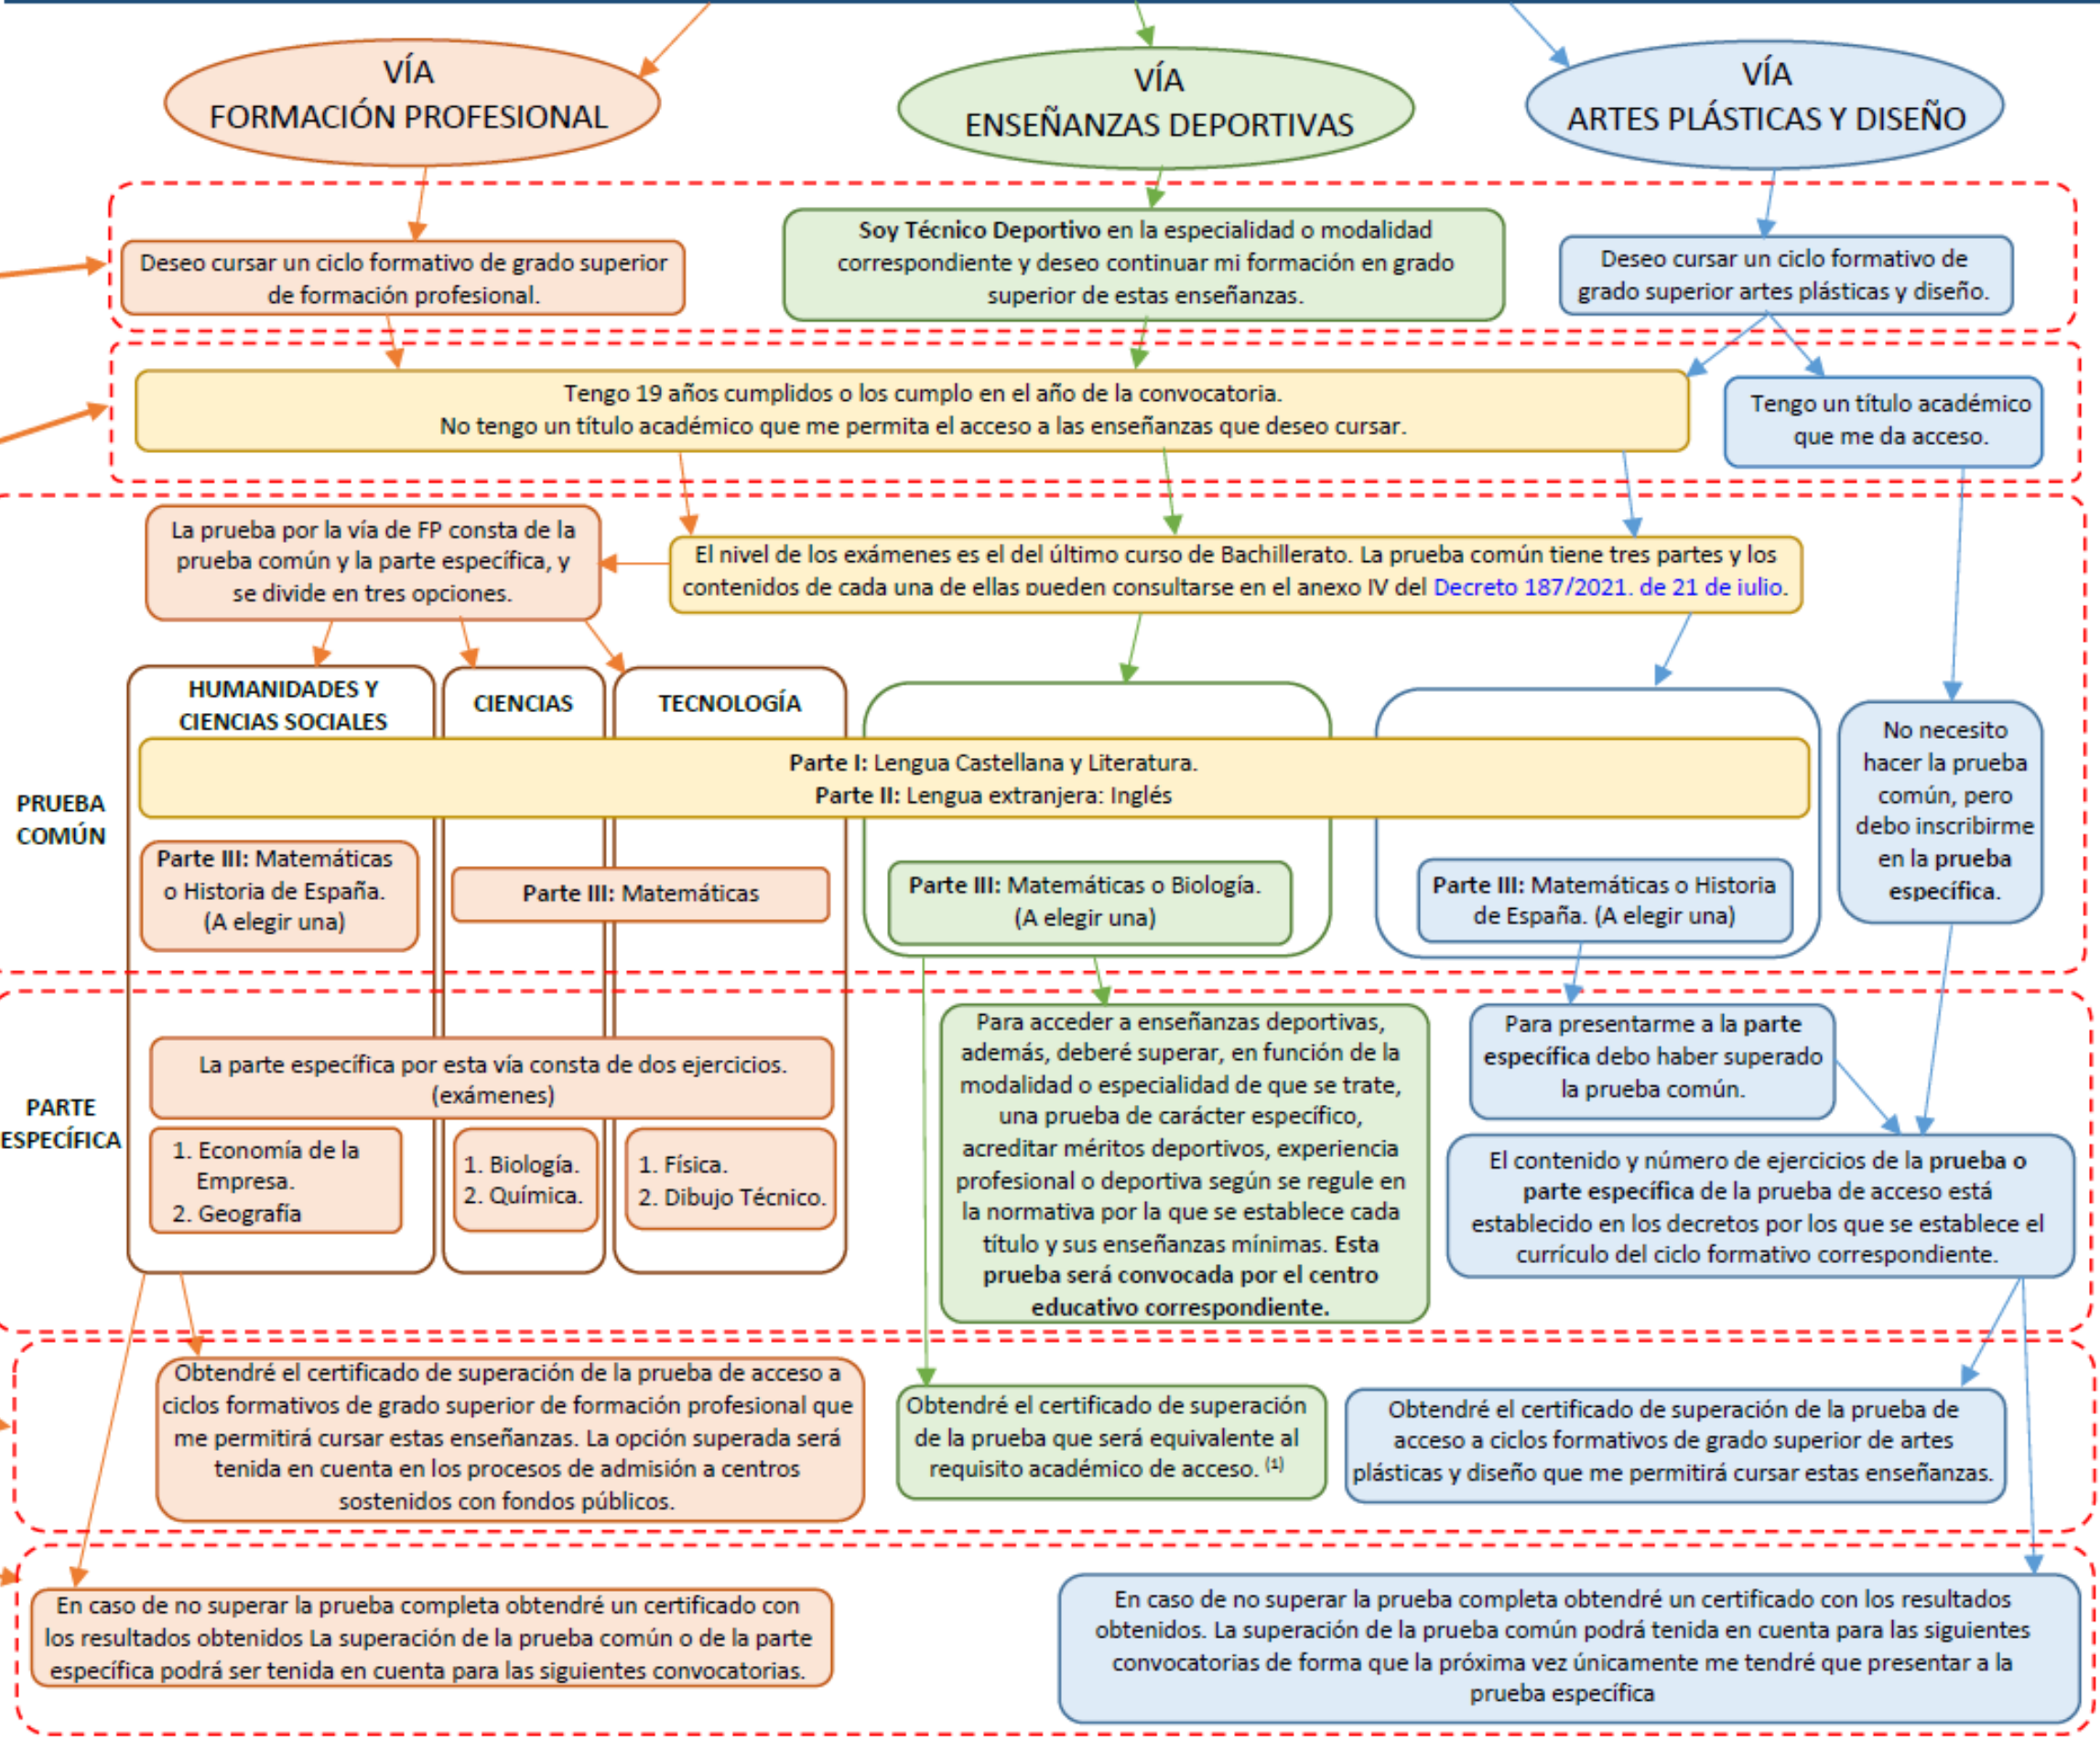 VÍA
FORMACIÓN PROFESIONAL
VÍA
ENSEÑANZAS DEPORTIVAS
VÍA
ARTES PLÁSTICAS Y DISEÑO
Deseo cursar un ciclo formativo de grado superior
de formación profesional.
Soy Técnico Deportivo en la especialidad o modalidad
correspondiente y deseo continuar mi formación en grado
superior de estas enseñanzas.
Deseo cursar un ciclo formativo de
grado superior artes plásticas y diseño.
Tengo 19 años cumplidos o los cumplo en el año de la convocatoria.
No tengo un título académico que me permita el acceso a las enseñanzas que deseo cursar.
Tengo un título académico
que me da acceso.
La prueba por la vía de FP consta de la
prueba común y la parte específica, y
se divide en tres opciones.
El nivel de los exámenes es el del último curso de Bachillerato. La prueba común tiene tres partes y los
contenidos de cada una de ellas pueden consultarse en el anexo IV del Decreto 187/2021. de 21 de julio.
HUMANIDADES Y
CIENCIAS SOCIALES
CIENCIAS
TECNOLOGÍA
PRUEBA
COMÚN
Parte I: Lengua Castellana y Literatura.
Parte II: Lengua extranjera: Inglés
Parte III: Matemáticas
o Historia de España.
(A elegir una)
Parte III: Matemáticas
Parte III: Matemáticas o Biología.
(A elegir una)
Parte III: Matemáticas o Historia
de España. (A elegir una)
No necesito
hacer la prueba
común, pero
debo inscribirme
en la prueba
específica.
PARTE
ESPECÍFICA
La parte específica por esta vía consta de dos ejercicios.
(exámenes)
1. Economía de la
Empresa.
2. Geografía
1. Biología.
2. Química.
1. Física.
2. Dibujo Técnico.
Para acceder a enseñanzas deportivas,
además, deberé superar, en función de la
modalidad o especialidad de que se trate,
una prueba de carácter específico,
acreditar méritos deportivos, experiencia
profesional o deportiva según se regule en
la normativa por la que se establece cada
título y sus enseñanzas mínimas. Esta
prueba será convocada por el centro
educativo correspondiente.
Para presentarme a la parte
específica debo haber superado
la prueba común.
El contenido y número de ejercicios de la prueba o
parte específica de la prueba de acceso está
establecido en los decretos por los que se establece el
currículo del ciclo formativo correspondiente.
Obtendré el certificado de superación de la prueba de acceso a
ciclos formativos de grado superior de formación profesional que
me permitirá cursar estas enseñanzas. La opción superada será
tenida en cuenta en los procesos de admisión a centros
sostenidos con fondos públicos.
Obtendré el certificado de superación
de la prueba que será equivalente al
requisito académico de acceso. (1)
Obtendré el certificado de superación de la prueba de
acceso a ciclos formativos de grado superior de artes
plásticas y diseño que me permitirá cursar estas enseñanzas.
En caso de no superar la prueba completa obtendré un certificado con
los resultados obtenidos La superación de la prueba común o de la parte
específica podrá ser tenida en cuenta para las siguientes convocatorias.
En caso de no superar la prueba completa obtendré un certificado con los resultados
obtenidos. La superación de la prueba común podrá tenida en cuenta para las siguientes
convocatorias de forma que la próxima vez únicamente me tendré que presentar a la
prueba específica